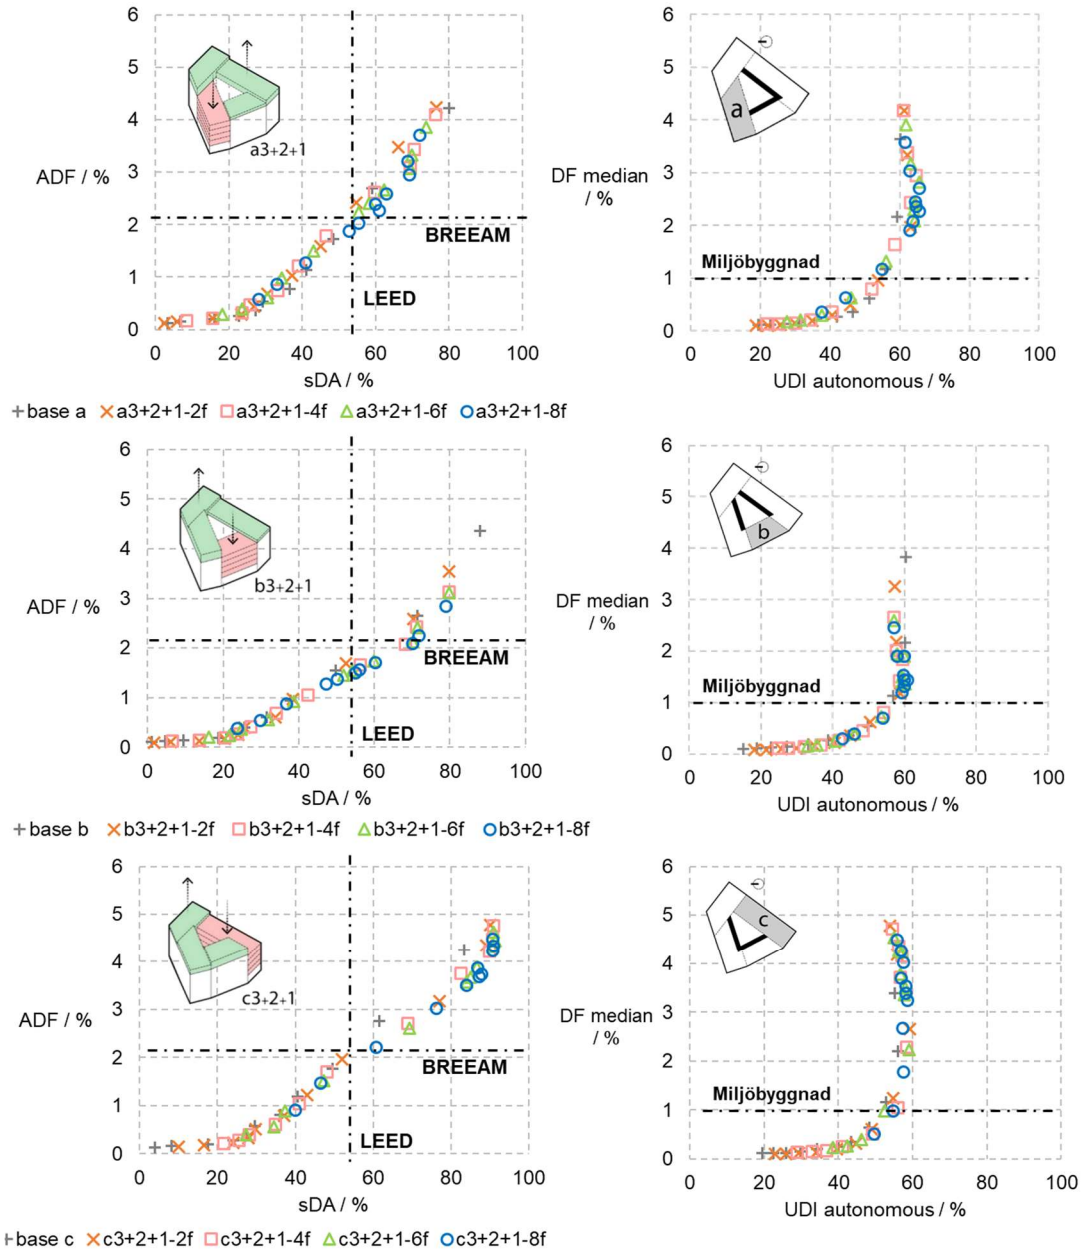 6
5
4
3
2
1
0
ADF / %
a3+2+1
BREEAM
LEED
0 20 40 60 80 100
sDA / %
6
5
4
3
2
1
0
DF median
/ %
a
Miljöbyggnad
0 20 40 60 80 100
UDI autonomous / %
base a a3+2+1-2f a3+2+1-4f a3+2+1-6f a3+2+1-8f
6
5
4
3
2
1
0
ADF / %
b3+2+1
BREEAM
LEED
0 20 40 60 80 100
sDA / %
6
5
4
3
2
1
0
DF median
/ %
b
Miljöbyggnad
0 20 40 60 80 100
UDI autonomous / %
base b b3+2+1-2f b3+2+1-4f b3+2+1-6f b3+2+1-8f
6
5
4
3
2
1
0
ADF / %
c3+2+1
BREEAM
LEED
0 20 40 60 80 100
sDA / %
6
5
4
3
2
1
0
DF median
/ %
c
Miljöbyggnad
0 20 40 60 80 100
UDI autonomous / %
base c c3+2+1-2f c3+2+1-4f c3+2+1-6f c3+2+1-8f